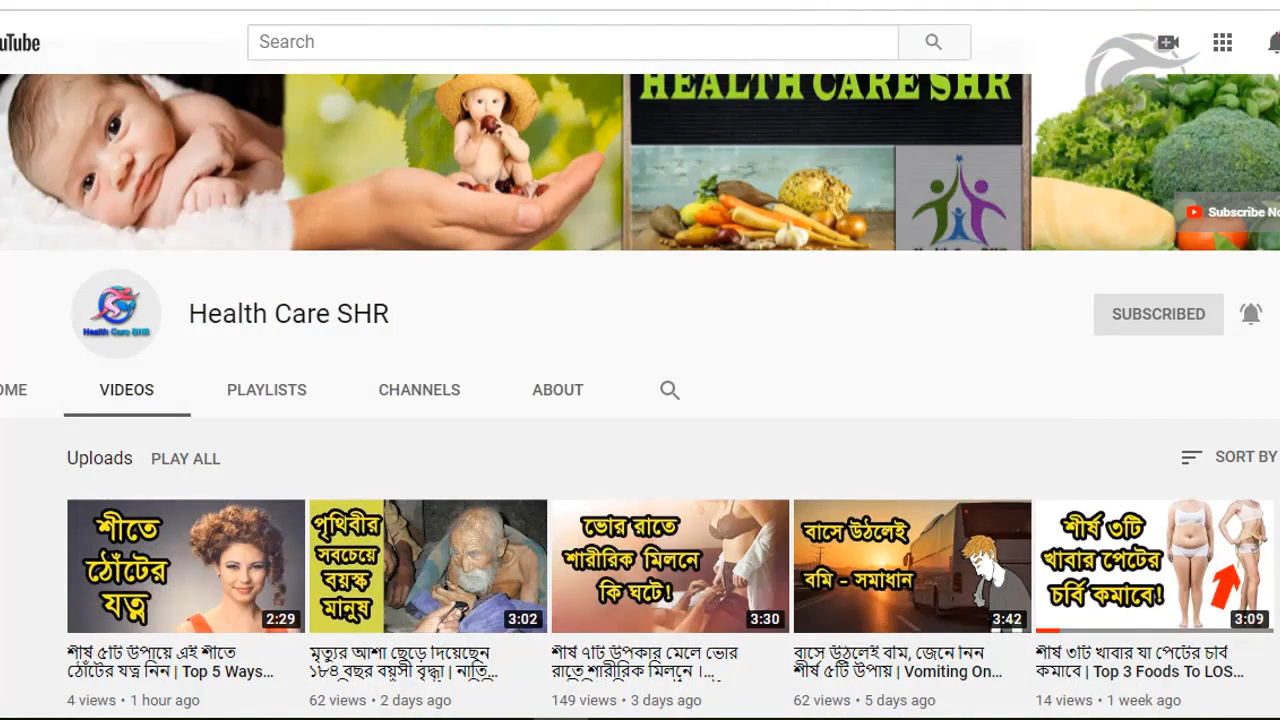 uTube
Search
HEALTH CARE SHR
Subscribe No
Health Care SHR
Health Care SHR
SUBSCRIBED
OME
VIDEOS
PLAYLISTS
CHANNELS
ABOUT
Uploads
PLAY ALL
SORT BY
শীতে
ঠোঁটের
যত্ন
2:29
পৃথিবীর
সবচেয়ে
বয়স্ক
মানুষ
3:02
ভোর রাতে
শারীরিক মিলনে
কি ঘটে!
3:30
বাসে উঠলেই
বমি - সমাধান
3:42
শীর্ষ ৩টি
খাবার পেটের
চর্বি কমাবে!
3:09
শীর্ষ ৫টি উপায়ে এই শীতে
ঠোঁটের যত্ন নিন | Top 5 Ways...
4 views • 1 hour ago
মৃত্যুর আশা ছেড়ে দিয়েছেন
১৮৪ বছর বয়সী বৃদ্ধা | নাতি...
62 views • 2 days ago
শীর্ষ ৭টি উপকার মেলে ভোর
রাতে শারীরিক মিলনে ।...
149 views • 3 days ago
বাসে উঠলেই বমি, জেনে নিন
শীর্ষ ৫টি উপায় | Vomiting On...
62 views • 5 days ago
শীর্ষ ৩টি খাবার যা পেটের চর্বি
কমাবে | Top 3 Foods To LOS...
14 views • 1 week ago